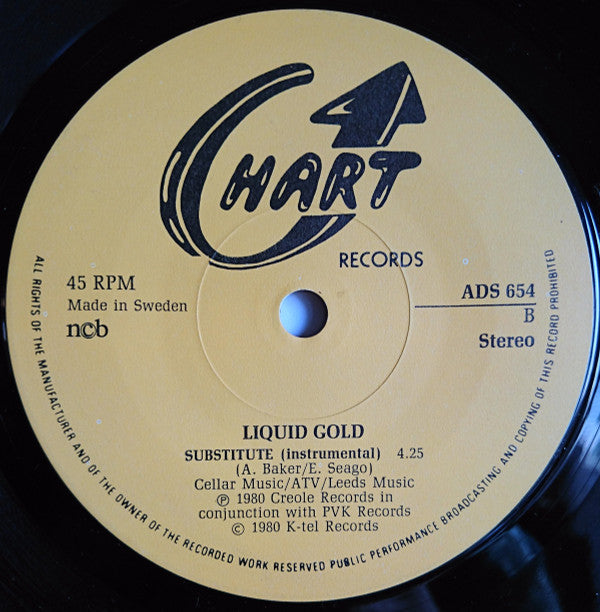 CHART
RECORDS
45 RPM
Made in Sweden
ncb
ADS 654
B
Stereo
LIQUID GOLD
SUBSTITUTE (instrumental) 4.25
(A. Baker/E. Seago)
Cellar Music/ATV/Leeds Music
℗ 1980 Creole Records in
conjunction with PVK Records
© 1980 K-tel Records
ALL RIGHTS OF THE MANUFACTURER AND OF THE OWNER OF THE RECORDED WORK RESERVED PUBLIC PERFORMANCE BROADCASTING AND COPYING OF THIS RECORD PROHIBITED